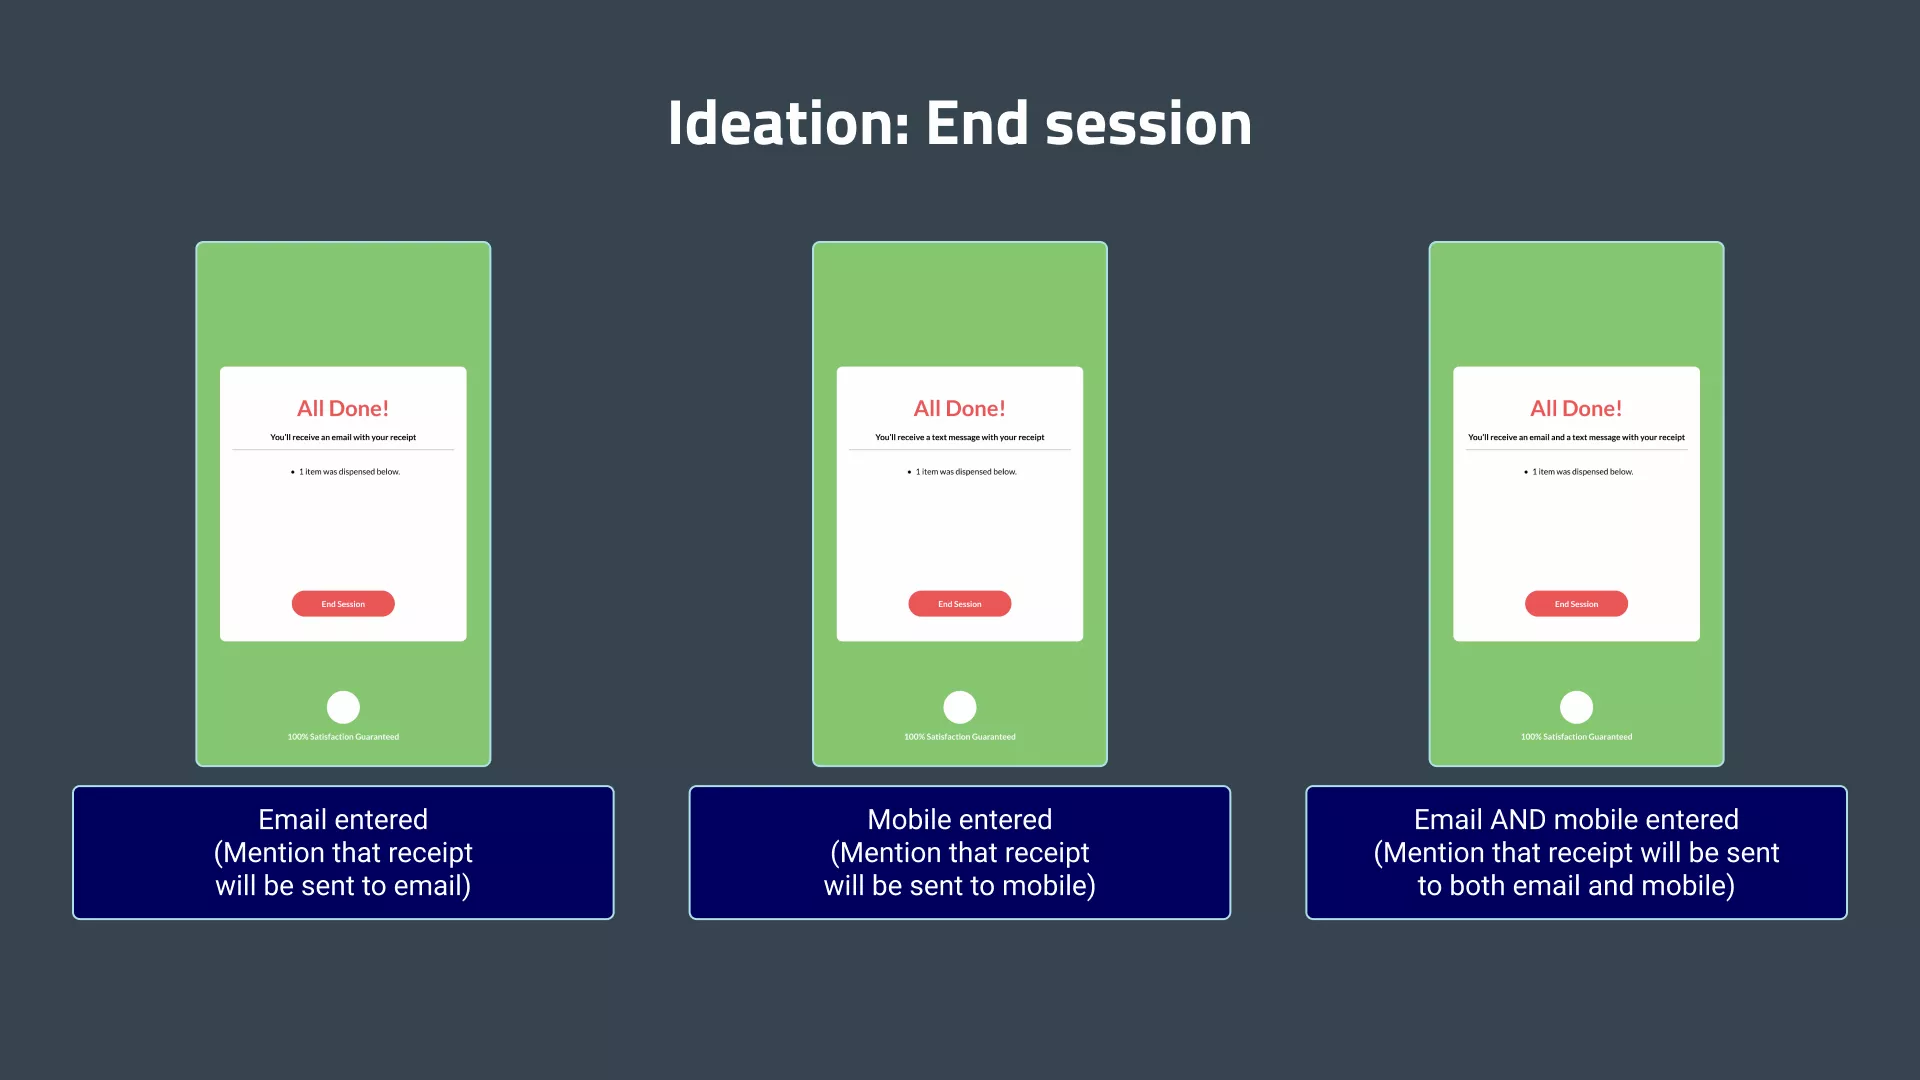 Ideation: End session
All Done!
You'll receive an email with your receipt
• 1 item was dispensed below.
End Session
100% Satisfaction Guaranteed
Email entered
(Mention that receipt
will be sent to email)
All Done!
You'll receive a text message with your receipt
• 1 item was dispensed below.
End Session
100% Satisfaction Guaranteed
Mobile entered
(Mention that receipt
will be sent to mobile)
All Done!
You'll receive an email and a text message with your receipt
• 1 item was dispensed below.
End Session
100% Satisfaction Guaranteed
Email AND mobile entered
(Mention that receipt will be sent
to both email and mobile)